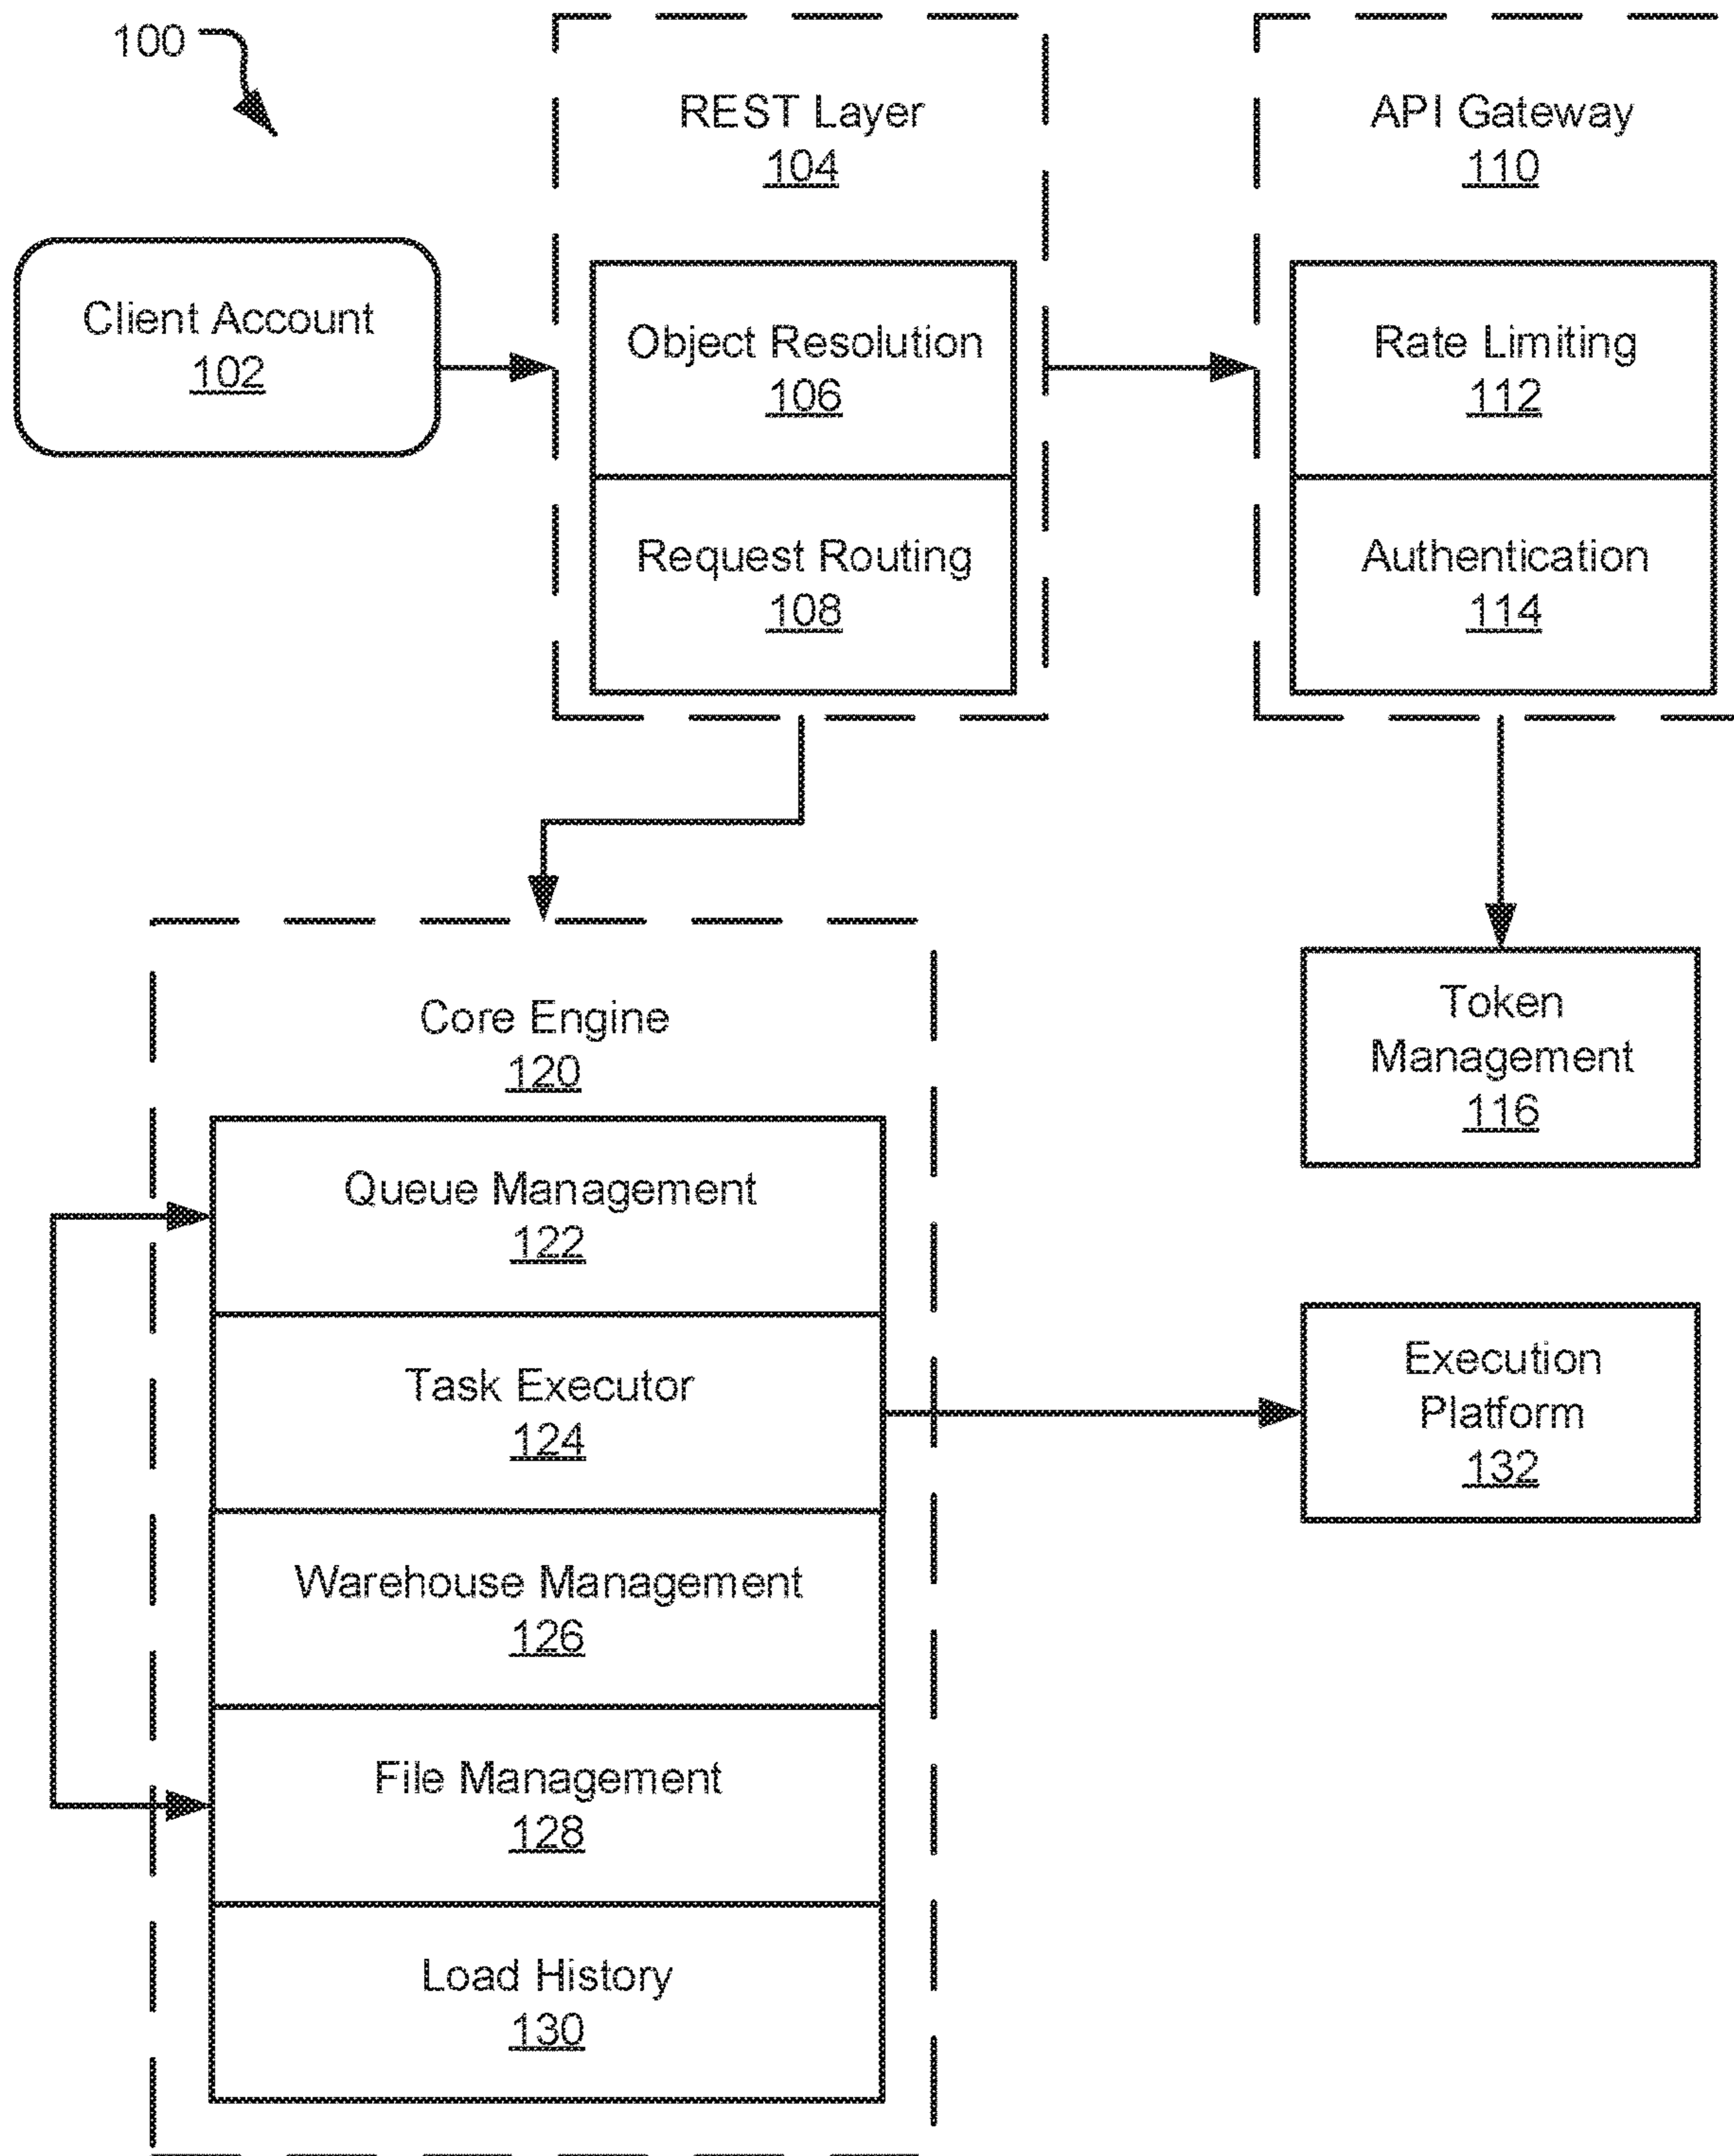 100
REST Layer
104
API Gateway
110
Client Account
102
Object Resolution
106
Rate Limiting
112
Request Routing
108
Authentication
114
Core Engine
120
Token
Management
116
Queue Management
122
Task Executor
124
Execution
Platform
132
Warehouse Management
126
File Management
128
Load History
130